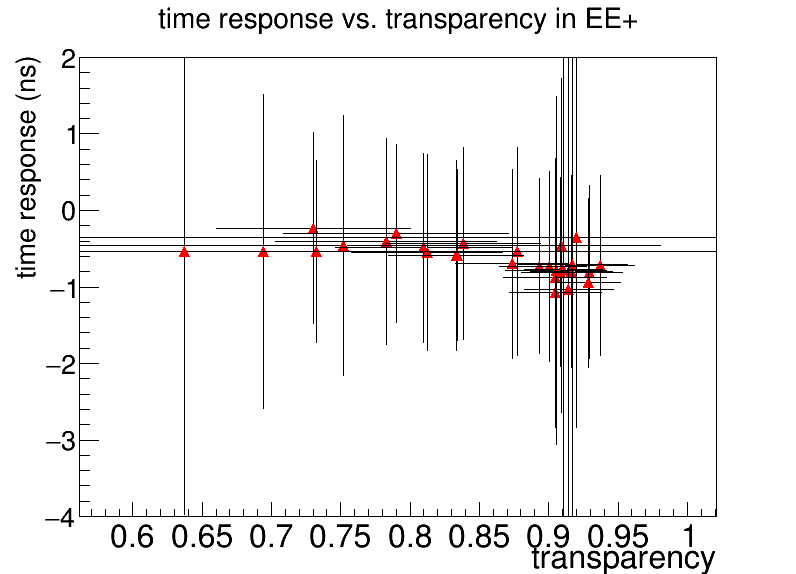 time response vs. transparency in EE+
time response (ns)
2
1
0
−1
−2
−3
−4
0.6 0.65 0.7 0.75 0.8 0.85 0.9 0.95 1
transparency